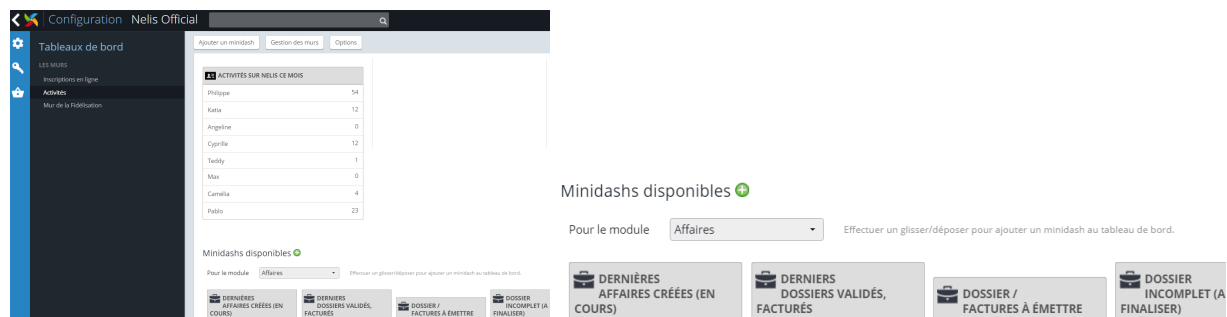 Configuration Nelis Official
Tableaux de bord
LES MURS
Inscriptions en ligne
Activités
Mur de la Fidélisation
Ajouter un minidash
Gestion des murs
Options
ACTIVITÉS SUR NELIS CE MOIS
Philippe 54
Katia 12
Angeline 0
Cyprille 12
Teddy 1
Max 0
Camélia 4
Pablo 23
Minidashs disponibles
Pour le module Affaires Effectuer un glisser/déposer pour ajouter un minidash au tableau de bord.
DERNIÈRES
AFFAIRES CRÉÉES (EN
COURS)
DERNIERS
DOSSIERS VALIDÉS,
FACTURÉS
DOSSIER /
FACTURES À ÉMETTRE
DOSSIER
INCOMPLET (A
FINALISER)
Minidashs disponibles
Pour le module Affaires Effectuer un glisser/déposer pour ajouter un minidash au tableau de bord.
DERNIÈRES
AFFAIRES CRÉÉES (EN
COURS)
DERNIERS
DOSSIERS VALIDÉS,
FACTURÉS
DOSSIER /
FACTURES À ÉMETTRE
DOSSIER
INCOMPLET (A
FINALISER)